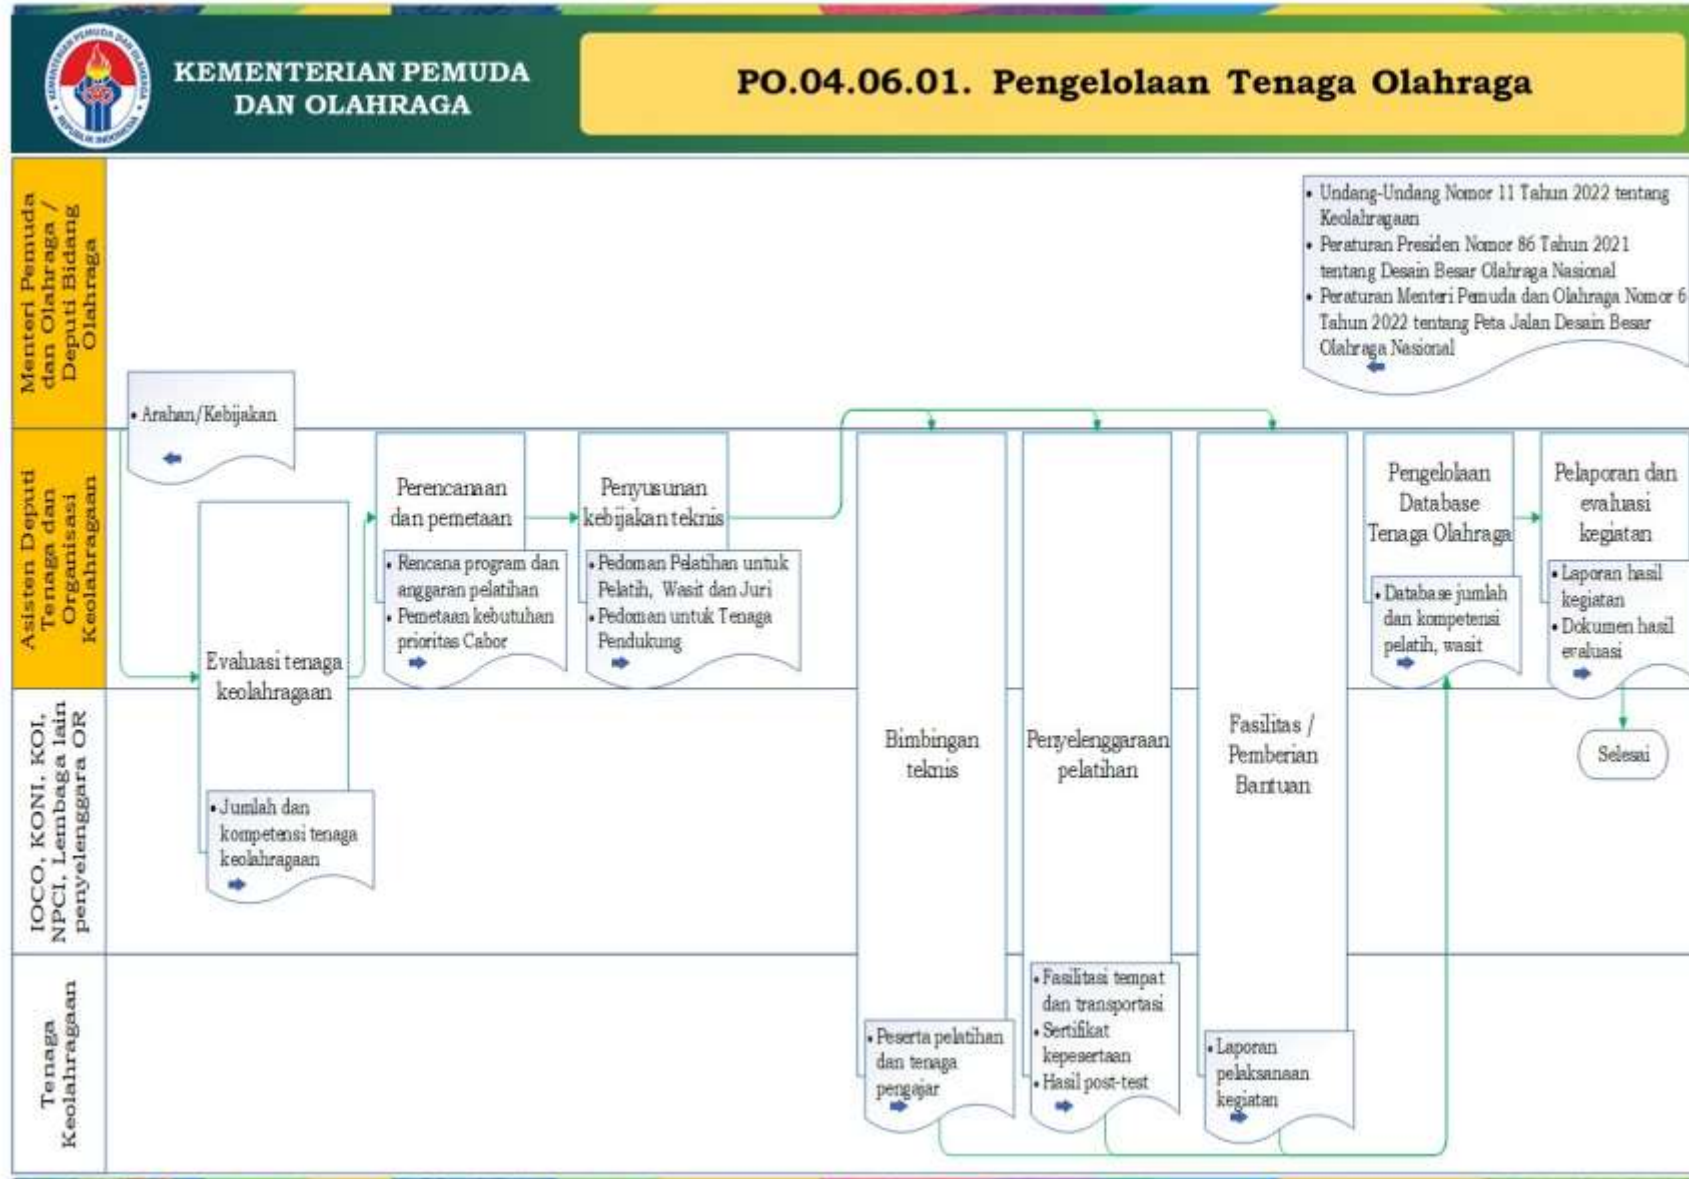 KEMENTERIAN PEMUDA DAN OLAHRAGA
REPUBLIK INDONESIA
KEMENTERIAN PEMUDA
DAN OLAHRAGA
PO.04.06.01. Pengelolaan Tenaga Olahraga
Menteri Pemuda
dan Olahraga /
Deputi Bidang
Olahraga
• Undang-Undang Nomor 11 Tahun 2022 tentang
Keolahragaan
• Peraturan Presiden Nomor 86 Tahun 2021
tentang Desain Besar Olahraga Nasional
• Peraturan Menteri Pemuda dan Olahraga Nomor 6
Tahun 2022 tentang Peta Jalan Desain Besar
Olahraga Nasional
• Arahan/Kebijakan
Asisten Deputi
Tenaga dan
Organisasi
Keolahragaan
Evaluasi tenaga
keolahragaan
• Jumlah dan
kompetensi tenaga
keolahragaan
Perencanaan
dan pemetaan
• Rencana program dan
anggaran pelatihan
• Pemetaan kebutuhan
prioritas Cabor
Penyusunan
kebijakan teknis
• Pedoman Pelatihan untuk
Pelatih, Wasit dan Juri
• Pedoman untuk Tenaga
Pendukung
Bimbingan
teknis
• Peserta pelatihan
dan tenaga
pengajar
Penyelenggaraan
pelatihan
• Fasilitasi tempat
dan transportasi
• Sertifikat
kepesertaan
• Hasil post-test
Fasilitas /
Pemberian
Bantuan
• Laporan
pelaksanaan
kegiatan
Pengelolaan
Database
Tenaga Olahraga
• Database jumlah
dan kompetensi
pelatih, wasit
Pelaporan dan
evaluasi
kegiatan
• Laporan hasil
kegiatan
• Dokumen hasil
evaluasi
Selesai
IOCO, KONI, KOI,
NPCI, Lembaga lain
penyelenggara OR
Tenaga
Keolahragaan